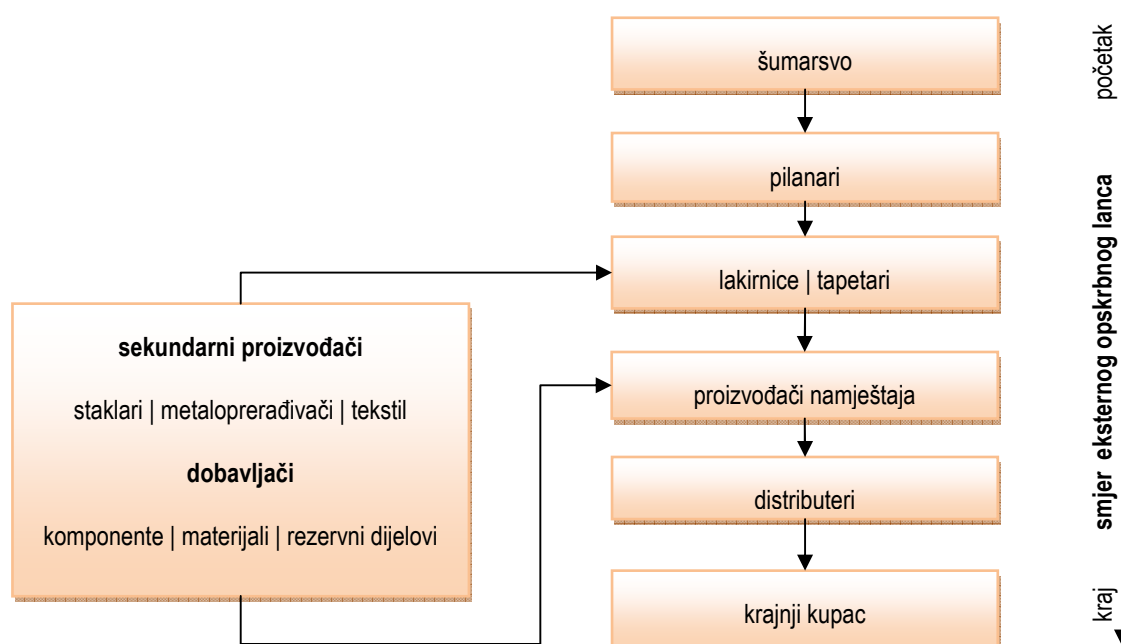 šumarsvo
pilanari
lakirnice | tapetari
proizvođači namještaja
distributeri
krajnji kupac
sekundarni proizvođači
staklari | metaloprerađivači | tekstil
dobavljači
komponente | materijali | rezervni dijelovi
početak
smjer eksternog opskrbnog lanca
kraj